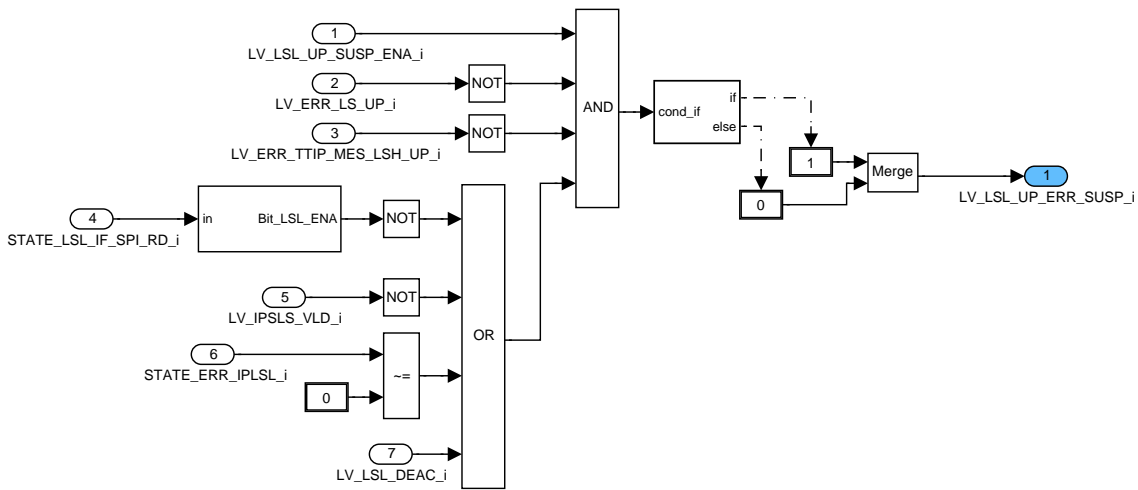 1
LV_LSL_UP_SUSP_ENA_i
2
NOT
LV_ERR_LS_UP_i
3
NOT
LV_ERR_TTIP_MES_LSH_UP_i
AND
cond_if
if
else
1
0
Merge
1
LV_LSL_UP_ERR_SUSP_i
4
STATE_LSL_IF_SPI_RD_i
in
Bit_LSL_ENA
NOT
5
NOT
LV_IPSLS_VLD_i
OR
6
STATE_ERR_IPLSL_i
~=
0
7
LV_LSL_DEAC_i